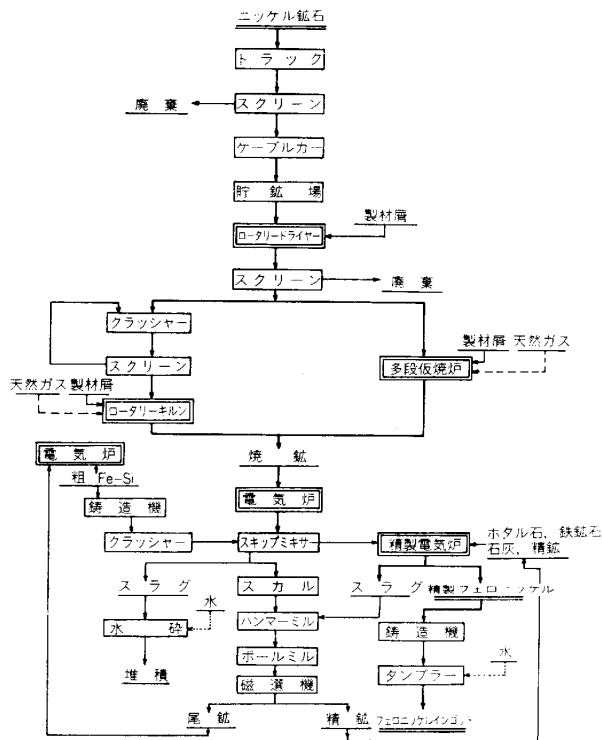 ニッケル鉱石
トラック
廃棄
スクリーン
ケーブルカー
貯鉱場
製材屑
ロータリードライヤー
スクリーン
廃棄
クラッシャー
スクリーン
製材屑 天然ガス
多段仮焼炉
天然ガス 製材屑
ロータリーキルン
電気炉
焼鉱
粗Fe-Si
電気炉
鋳造機
ホタル石, 鉄鉱石
石灰, 精鉱
クラッシャー
スキップミキサー
精製電気炉
スラグ
スカル
スラグ
精製フェロニッケル
水
水砕
ハンマーミル
鋳造機
ボールミル
水
堆積
磁選機
タンブラー
尾鉱
精鉱
フェロニッケルインゴット